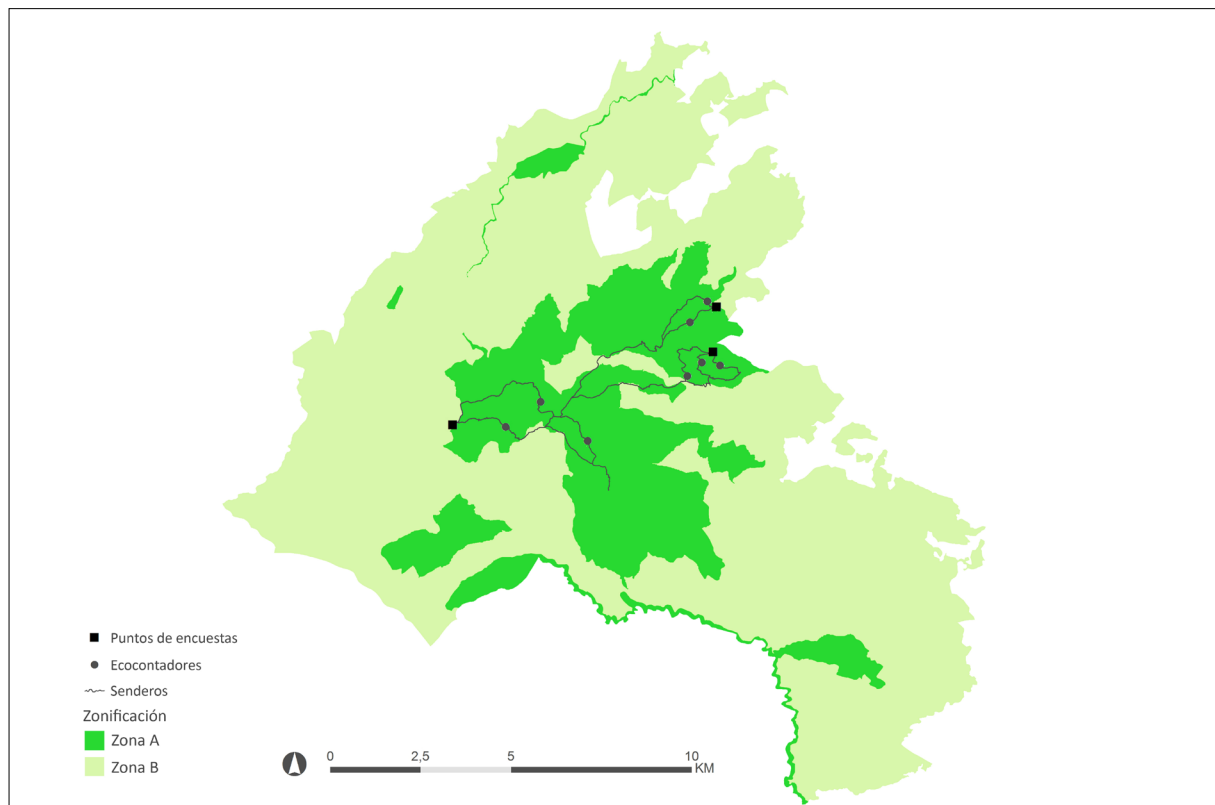 Puntos de encuestas
Ecocontadores
Senderos
Zonificación
Zona A
Zona B
0 2,5 5 10
KM